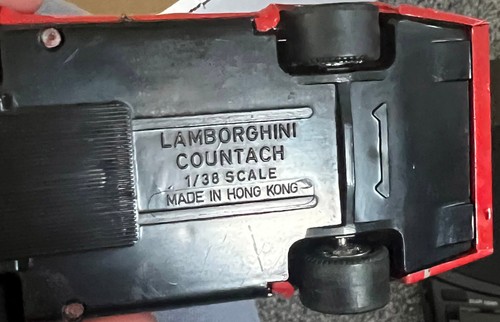 LAMBORGHINI
COUNTACH
1/38 SCALE
MADE IN HONG KONG